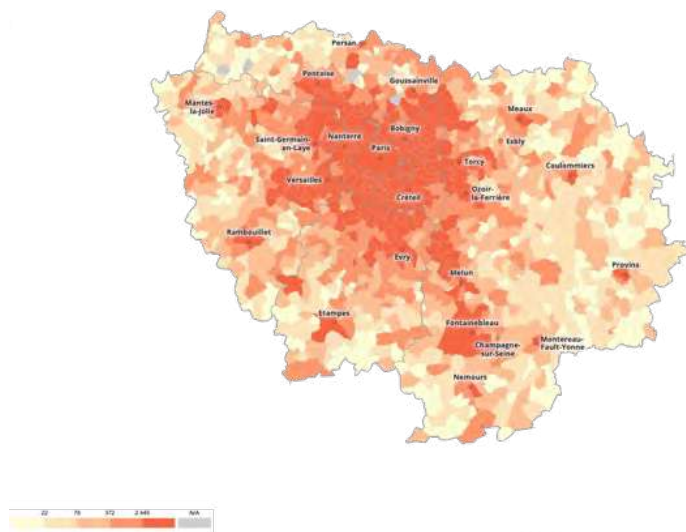 Persan
Pontoise
Goussainville
Mantes-
la-Jolie
Meaux
Saint-Germain-
en-Laye
Nanterre
Bobigny
Esbly
Paris
Torcy
Coulommiers
Versailles
Créteil
Ozoir-
la-Ferrière
Rambouillet
Evry
Melun
Provins
Etampes
Fontainebleau
Champagne-
sur-Seine
Montereau-
Fault-Yonne
Nemours
22 78 372 N/A